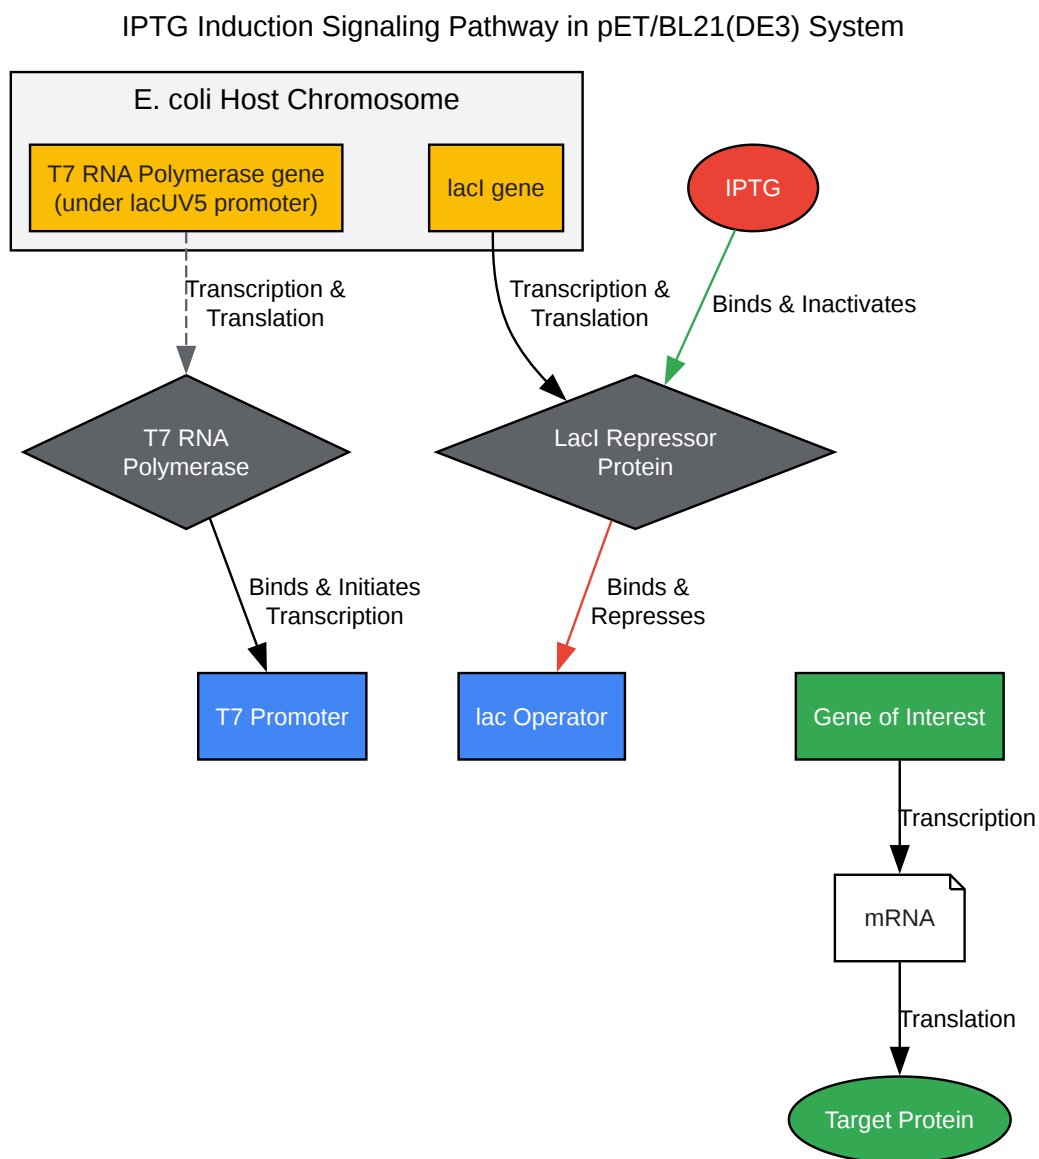 IPTG Induction Signaling Pathway in pET/BL21(DE3) System
E. coli Host Chromosome
T7 RNA Polymerase gene
(under lacUV5 promoter)
lacI gene
IPTG
Transcription &
Translation
Transcription &
Translation
Binds & Inactivates
T7 RNA
Polymerase
LacI Repressor
Protein
Binds & Initiates
Transcription
Binds &
Represses
T7 Promoter
lac Operator
Gene of Interest
Transcription
mRNA
Translation
Target Protein